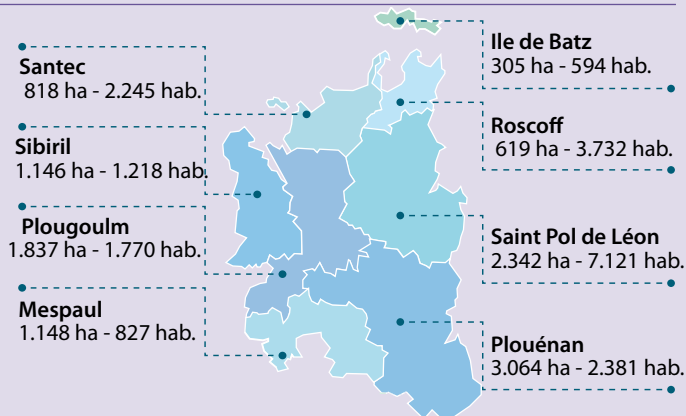 Santec
818 ha - 2.245 hab.
Sibiril
1.146 ha - 1.218 hab.
Plougoulm
1.837 ha - 1.770 hab.
Mespaul
1.148 ha - 827 hab.
Ile de Batz
305 ha - 594 hab.
Roscoff
619 ha - 3.732 hab.
Saint Pol de Léon
2.342 ha - 7.121 hab.
Plouénan
3.064 ha - 2.381 hab.